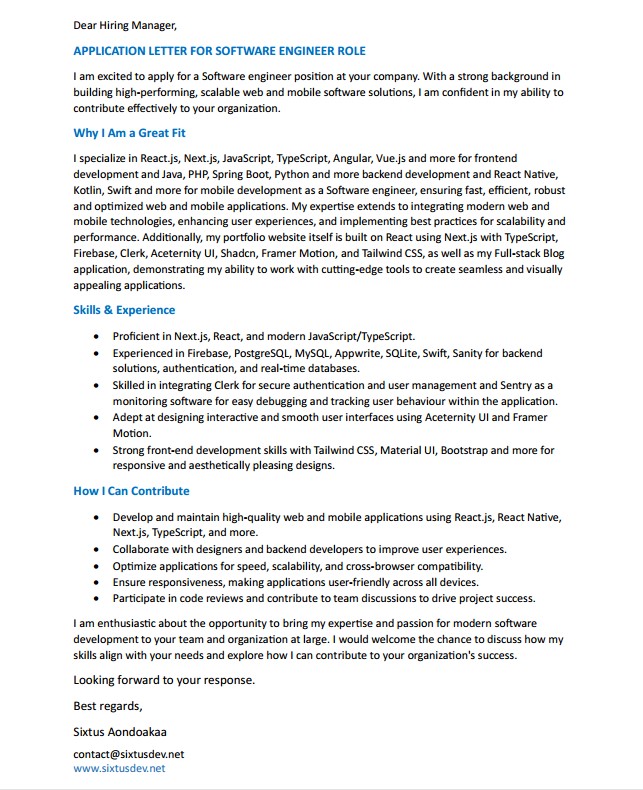 Dear Hiring Manager,
APPLICATION LETTER FOR SOFTWARE ENGINEER ROLE
I am excited to apply for a Software engineer position at your company. With a strong background in
building high-performing, scalable web and mobile software solutions, I am confident in my ability to
contribute effectively to your organization.
Why I Am a Great Fit
I specialize in React.js, Next.js, JavaScript, TypeScript, Angular, Vue.js and more for frontend
development and Java, PHP, Spring Boot, Python and more backend development and React Native,
Kotlin, Swift and more for mobile development as a Software engineer, ensuring fast, efficient, robust
and optimized web and mobile applications. My expertise extends to integrating modern web and
mobile technologies, enhancing user experiences, and implementing best practices for scalability and
performance. Additionally, my portfolio website itself is built on React using Next.js with TypeScript,
Firebase, Clerk, Aceternity UI, Shadcn, Framer Motion, and Tailwind CSS, as well as my Full-stack Blog
application, demonstrating my ability to work with cutting-edge tools to create seamless and visually
appealing applications.
Skills & Experience
• Proficient in Next.js, React, and modern JavaScript/TypeScript.
• Experienced in Firebase, PostgreSQL, MySQL, Appwrite, SQLite, Swift, Sanity for backend
solutions, authentication, and real-time databases.
• Skilled in integrating Clerk for secure authentication and user management and Sentry as a
monitoring software for easy debugging and tracking user behaviour within the application.
• Adept at designing interactive and smooth user interfaces using Aceternity UI and Framer
Motion.
• Strong front-end development skills with Tailwind CSS, Material UI, Bootstrap and more for
responsive and aesthetically pleasing designs.
How I Can Contribute
• Develop and maintain high-quality web and mobile applications using React.js, React Native,
Next.js, TypeScript, and more.
• Collaborate with designers and backend developers to improve user experiences.
• Optimize applications for speed, scalability, and cross-browser compatibility.
• Ensure responsiveness, making applications user-friendly across all devices.
• Participate in code reviews and contribute to team discussions to drive project success.
I am enthusiastic about the opportunity to bring my expertise and passion for modern software
development to your team and organization at large. I would welcome the chance to discuss how my
skills align with your needs and explore how I can contribute to your organization's success.
Looking forward to your response.
Best regards,
Sixtus Aondoakaa
contact@sixtusdev.net
www.sixtusdev.net